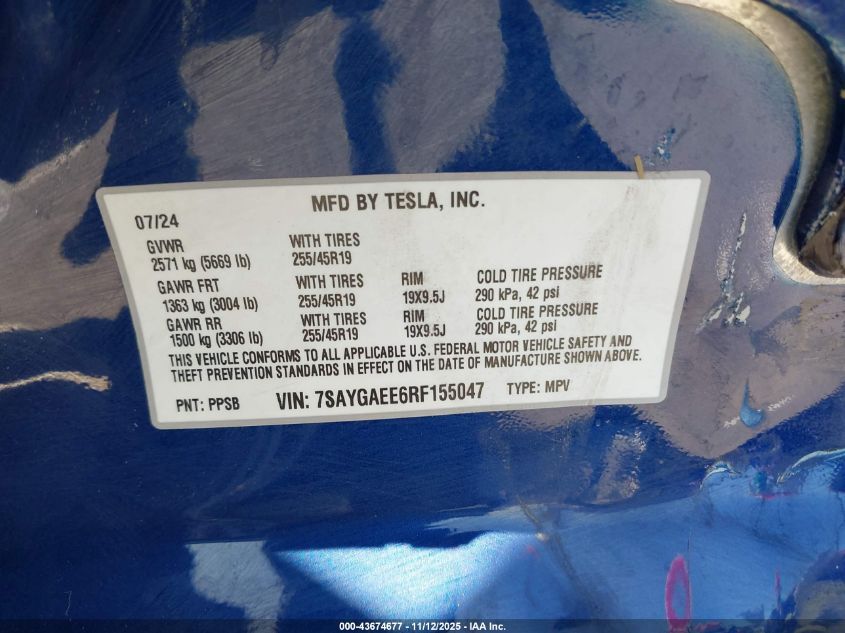 MFD BY TESLA, INC.
07/24
GVWR WITH TIRES
2571 kg (5669 lb) 255/45R19
GAWR FRT WITH TIRES RIM COLD TIRE PRESSURE
1363 kg (3004 lb) 255/45R19 19X9.5J 290 kPa, 42 psi
GAWR RR WITH TIRES RIM COLD TIRE PRESSURE
1500 kg (3306 lb) 255/45R19 19X9.5J 290 kPa, 42 psi
THIS VEHICLE CONFORMS TO ALL APPLICABLE U.S. FEDERAL MOTOR VEHICLE SAFETY AND
THEFT PREVENTION STANDARDS IN EFFECT ON THE DATE OF MANUFACTURE SHOWN ABOVE.
PNT: PPSB VIN: 7SAYGAEE6RF155047 TYPE: MPV
000-43674677 - 11/12/2025 - IAA Inc.